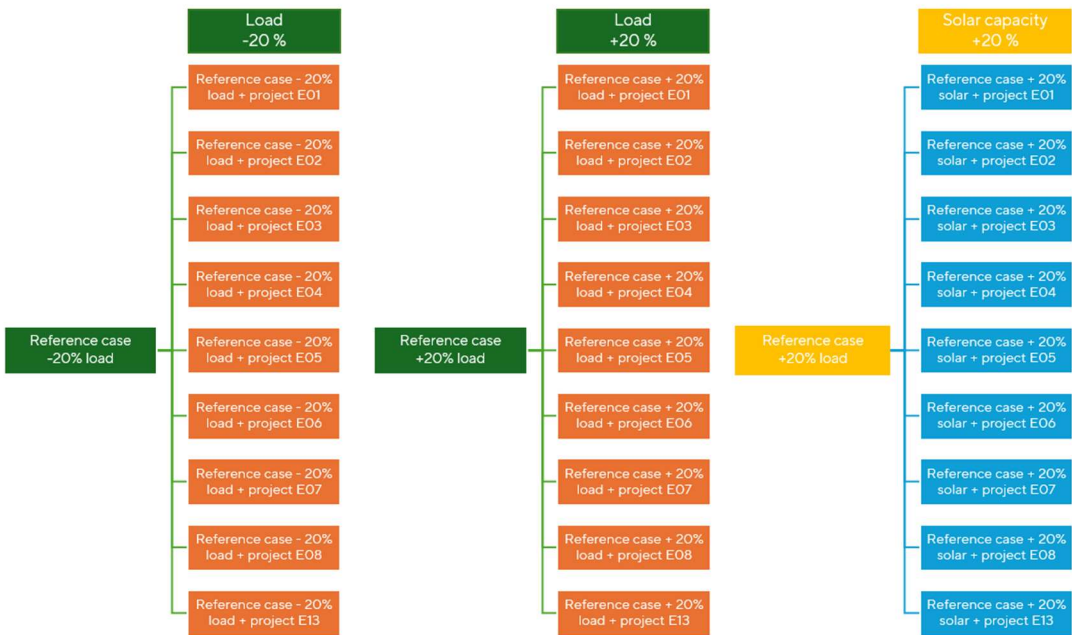 Load
-20 %
Reference case - 20%
load + project E01
Reference case - 20%
load + project E02
Reference case - 20%
load + project E03
Reference case - 20%
load + project E04
Reference case
-20% load
Reference case - 20%
load + project E05
Reference case - 20%
load + project E06
Reference case - 20%
load + project E07
Reference case - 20%
load + project E08
Reference case - 20%
load + project E13
Load
+20 %
Reference case + 20%
load + project E01
Reference case + 20%
load + project E02
Reference case + 20%
load + project E03
Reference case + 20%
load + project E04
Reference case
+20% load
Reference case + 20%
load + project E05
Reference case + 20%
load + project E06
Reference case + 20%
load + project E07
Reference case + 20%
load + project E08
Reference case + 20%
load + project E13
Solar capacity
+20 %
Reference case + 20%
solar + project E01
Reference case + 20%
solar + project E02
Reference case + 20%
solar + project E03
Reference case + 20%
solar + project E04
Reference case
+20% load
Reference case + 20%
solar + project E05
Reference case + 20%
solar + project E06
Reference case + 20%
solar + project E07
Reference case + 20%
solar + project E08
Reference case + 20%
solar + project E13